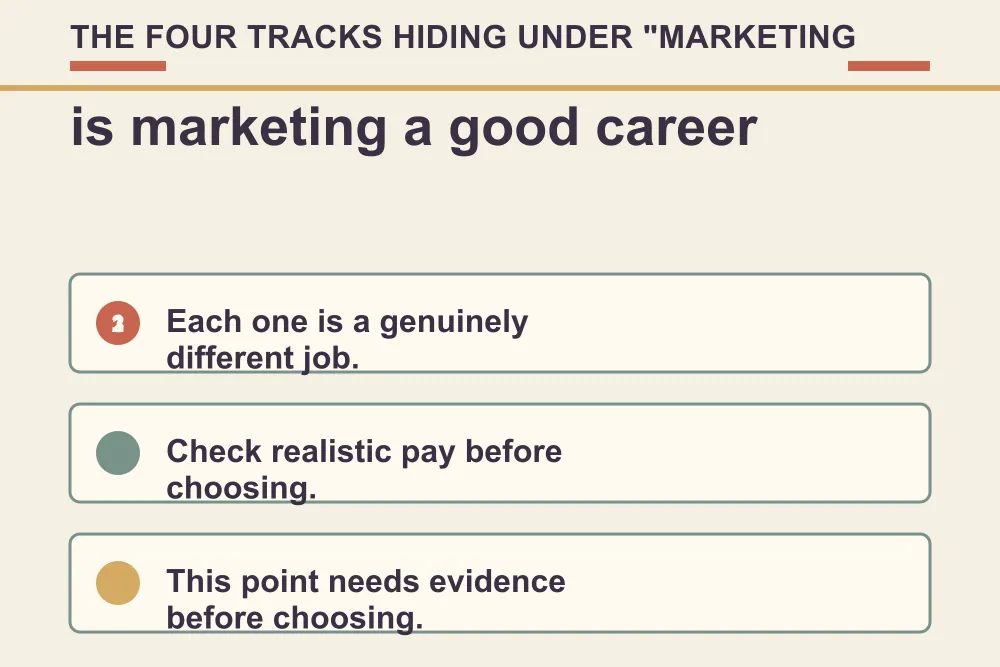 THE FOUR TRACKS HIDING UNDER "MARKETING
is marketing a good career
Each one is a genuinely
different job.
Check realistic pay before
choosing.
This point needs evidence
before choosing.